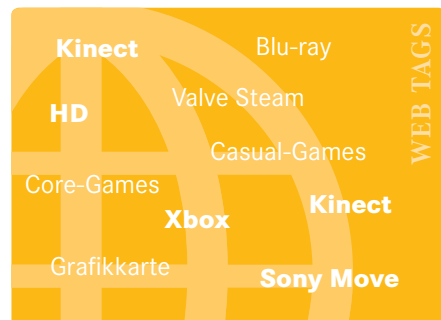 Kinect
Blu-ray
WEB TAGS
HD
Valve Steam
Casual-Games
Core-Games
Xbox
Kinect
Grafikkarte
Sony Move